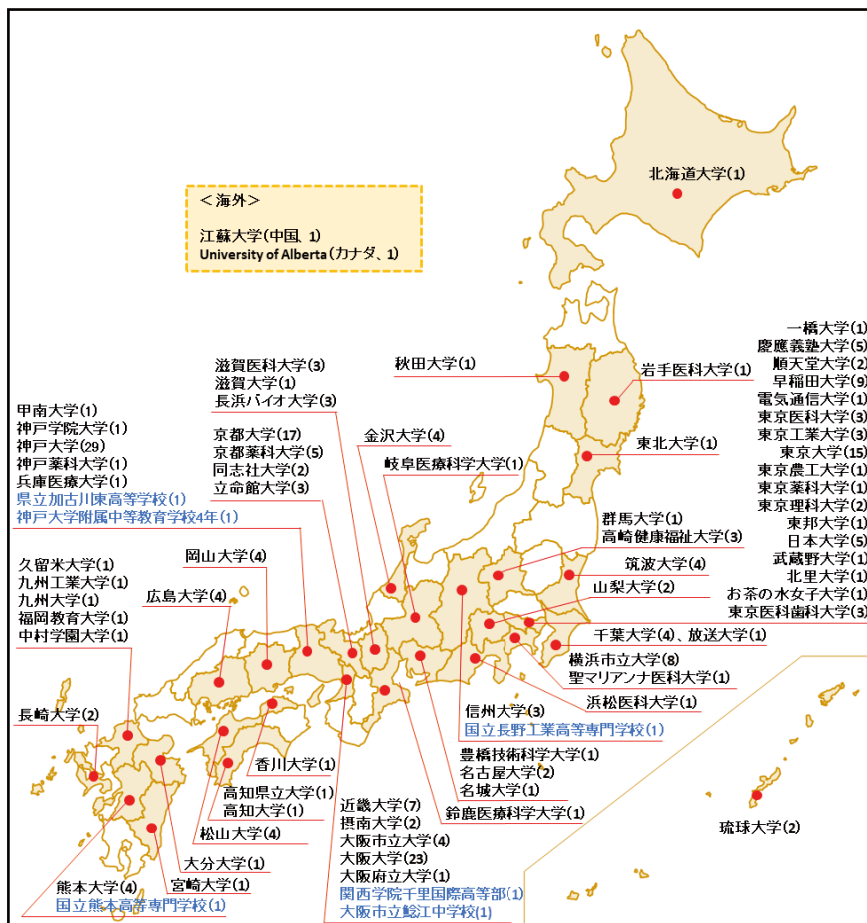 北海道大学(1)
＜海外＞
江蘇大学(中国、1)
University of Alberta(カナダ、1)
一橋大学(1)
慶應義塾大学(5)
順天堂大学(2)
早稲田大学(9)
電気通信大学(1)
東京医科大学(3)
東京工業大学(3)
東京大学(15)
東京農工大学(1)
東京薬科大学(1)
東京理科大学(2)
東邦大学(1)
日本大学(5)
武蔵野大学(1)
北里大学(1)
お茶の水女子大学(1)
東京医科歯科大学(3)
秋田大学(1)
岩手医科大学(1)
東北大学(1)
滋賀医科大学(3)
滋賀大学(1)
長浜バイオ大学(3)
金沢大学(4)
岐阜医療科学大学(1)
甲南大学(1)
神戸学院大学(1)
神戸大学(29)
神戸薬科大学(1)
兵庫医療大学(1)
県立加古川東高等学校(1)
神戸大学附属中等教育学校4年(1)
京都大学(17)
京都薬科大学(5)
同志社大学(2)
立命館大学(3)
群馬大学(1)
高崎健康福祉大学(3)
筑波大学(4)
山梨大学(2)
久留米大学(1)
九州工業大学(1)
九州大学(1)
福岡教育大学(1)
中村学園大学(1)
岡山大学(4)
広島大学(4)
千葉大学(4)、放送大学(1)
横浜市立大学(8)
聖マリアンナ医科大学(1)
浜松医科大学(1)
信州大学(3)
国立長野工業高等専門学校(1)
長崎大学(2)
豊橋技術科学大学(1)
名古屋大学(2)
名城大学(1)
鈴鹿医療科学大学(1)
香川大学(1)
高知県立大学(1)
高知大学(1)
松山大学(4)
大分大学(1)
宮崎大学(1)
熊本大学(4)
国立熊本高等専門学校(1)
近畿大学(7)
摂南大学(2)
大阪市立大学(4)
大阪大学(23)
大阪府立大学(1)
関西学院千里国際高等部(1)
大阪市立鯰江中学校(1)
琉球大学(2)